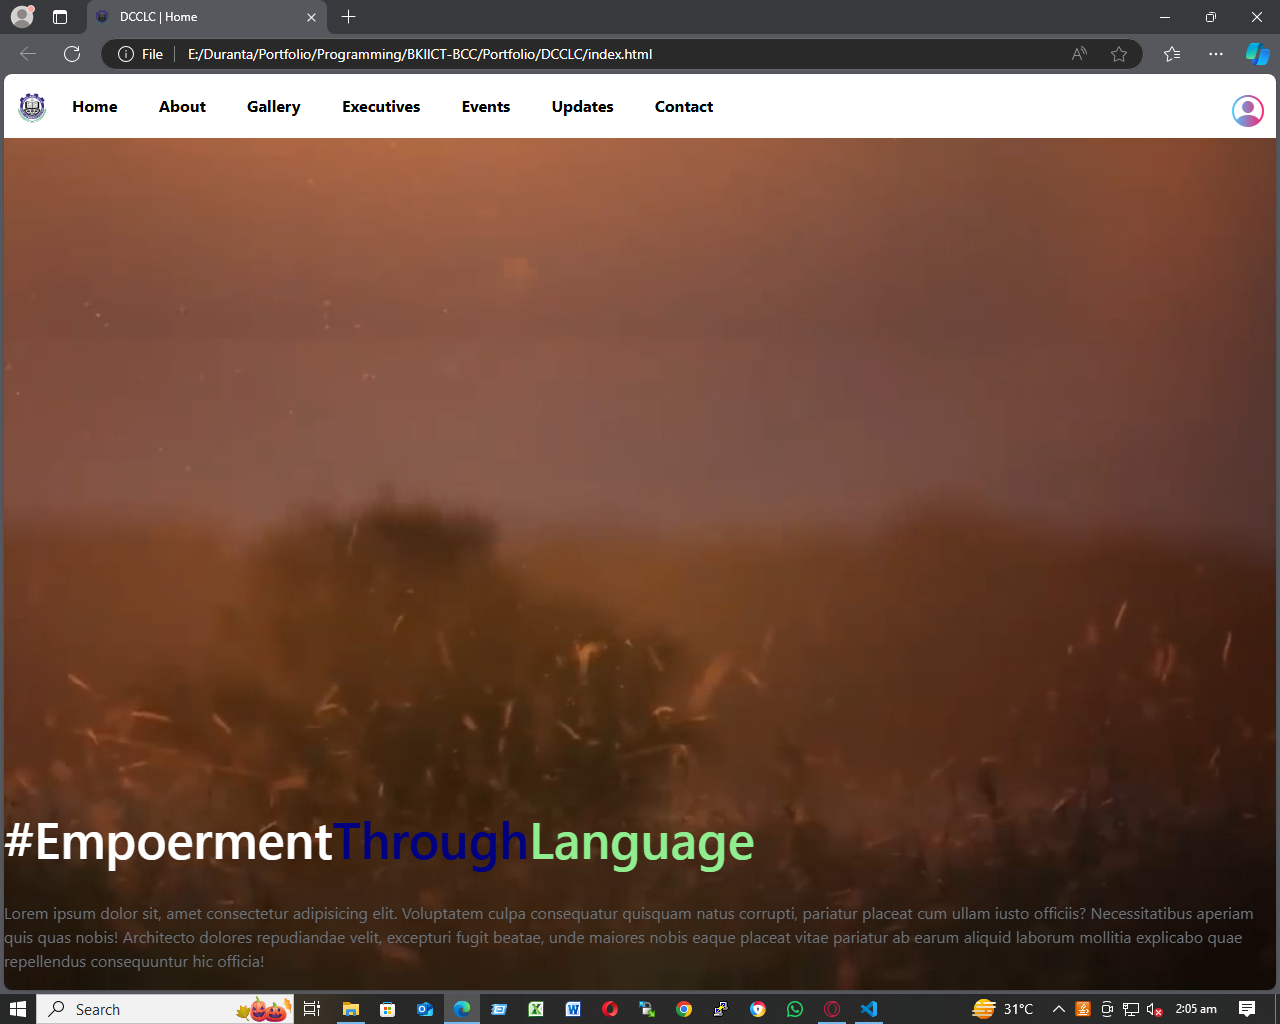 DCCLC | Home
File
E:/Duranta/Portfolio/Programming/BKIICT-BCC/Portfolio/DCCLC/index.html
Home About Gallery Executives Events Updates Contact
#EmpoermentThroughLanguage
Lorem ipsum dolor sit, amet consectetur adipisicing elit. Voluptatem culpa consequatur quisquam natus corrupti, pariatur placeat cum ullam iusto officiis? Necessitatibus aperiam
quis quas nobis! Architecto dolores repudiandae velit, excepturi fugit beatae, unde maiores nobis eaque placeat vitae pariatur ab earum aliquid laborum mollitia explicabo quae
repellendus consequuntur hic officia!
Search
31°C
2:05 am